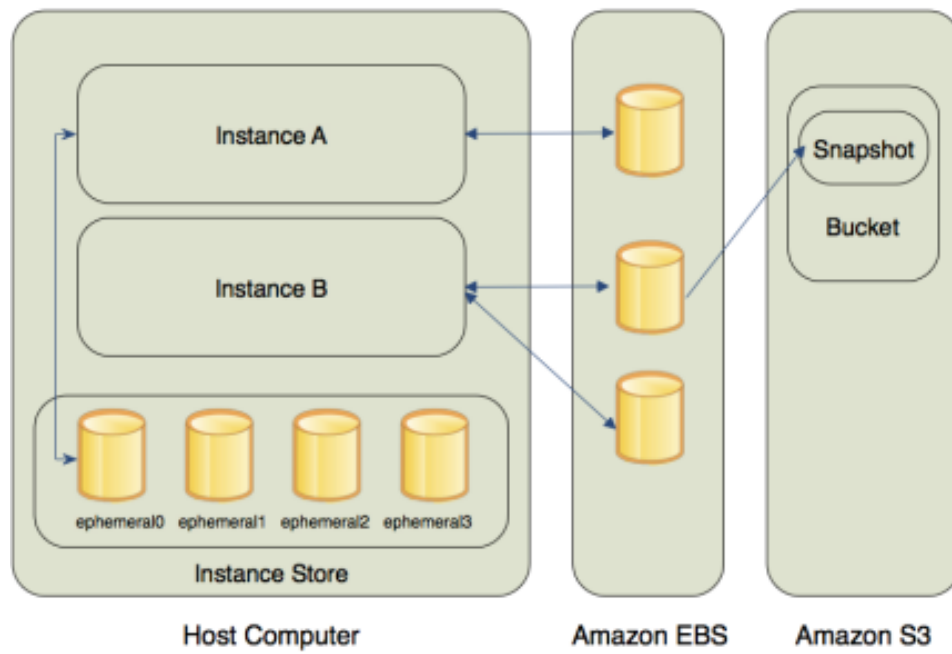 Instance A
Instance B
ephemeral0 ephemeral1 ephemeral2 ephemeral3
Instance Store
Host Computer
Amazon EBS
Snapshot
Bucket
Amazon S3